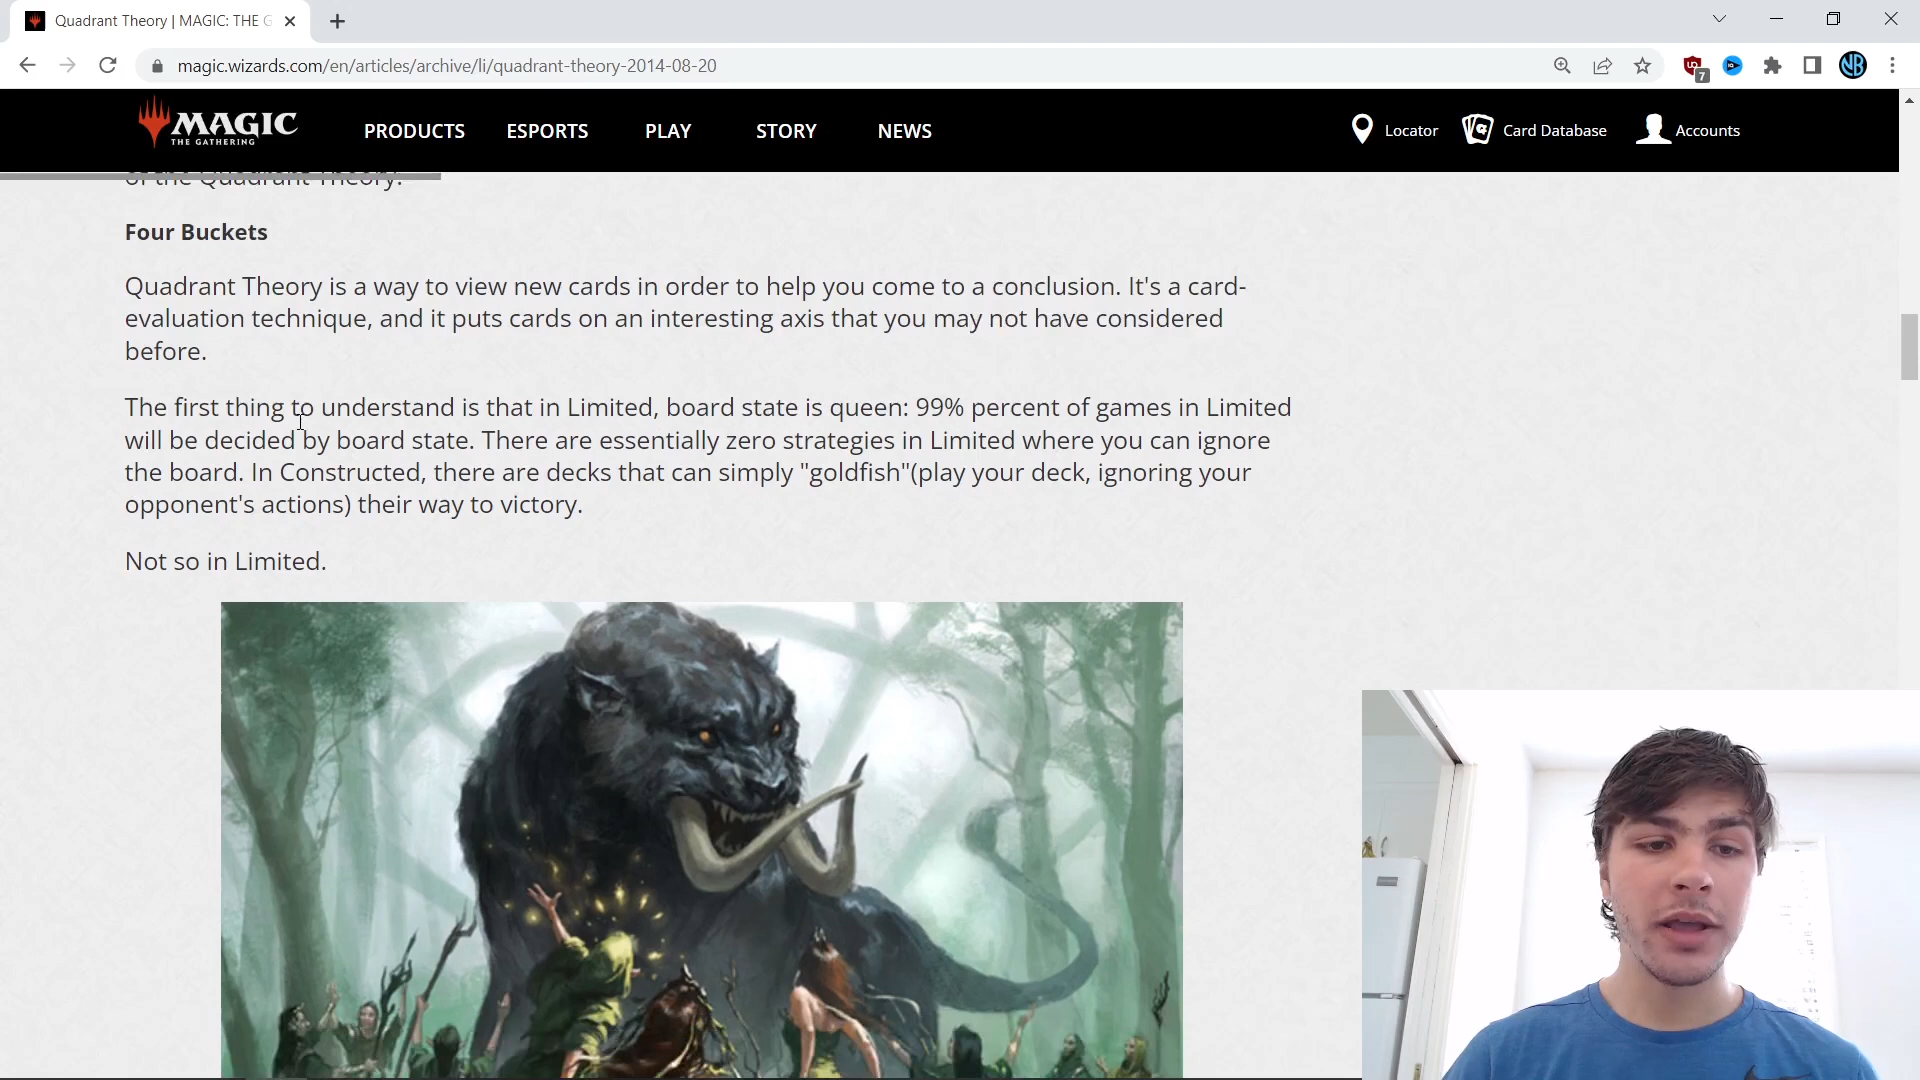 Quadrant Theory | MAGIC: THE G
magic.wizards.com/en/articles/archive/li/quadrant-theory-2014-08-20
7
NB
MAGIC
THE GATHERING
PRODUCTS
ESPORTS
PLAY
STORY
NEWS
Locator
Card Database
Accounts
of the Quadrant Theory.
Four Buckets
Quadrant Theory is a way to view new cards in order to help you come to a conclusion. It's a card-
evaluation technique, and it puts cards on an interesting axis that you may not have considered
before.
The first thing to understand is that in Limited, board state is queen: 99% percent of games in Limited
will be decided by board state. There are essentially zero strategies in Limited where you can ignore
the board. In Constructed, there are decks that can simply "goldfish"(play your deck, ignoring your
opponent's actions) their way to victory.
Not so in Limited.